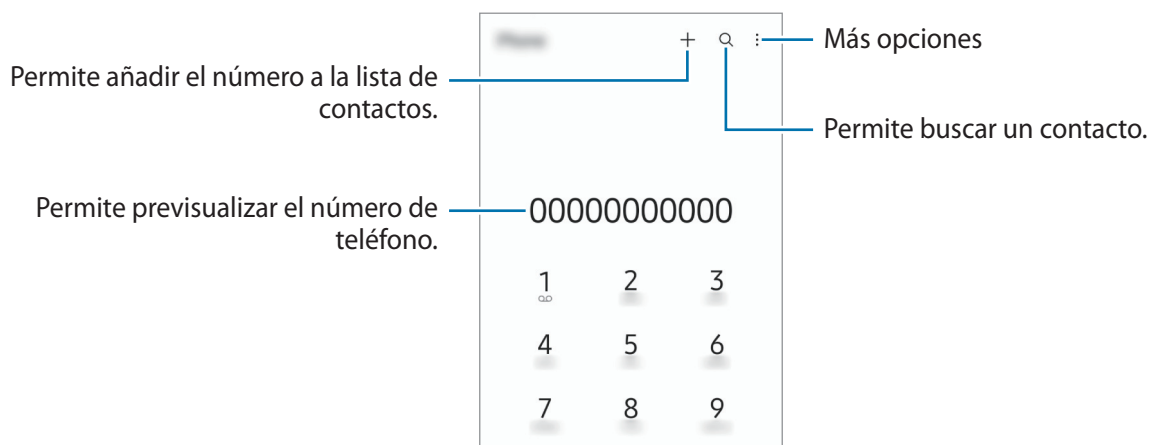 Más opciones
Permite añadir el número a la lista de
contactos.
Permite buscar un contacto.
Permite previsualizar el número de
teléfono.
00000000000
1 2 3
4 5 6
7 8 9